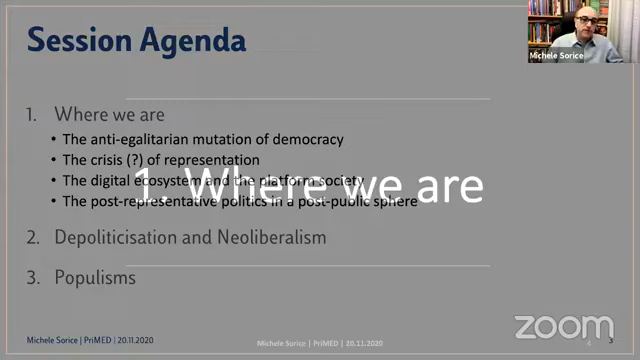 Session Agenda
Michele Sorice
1. Where we are
• The anti-egalitarian mutation of democracy
• The crisis (?) of representation
• The digital ecosystem and the platform society
1. Where we are
• The post-representative politics in a post-public sphere
2. Depoliticisation and Neoliberalism
3. Populisms
zoom
Michele Sorice | PriMED | 20.11.2020
Michele Sorice | PriMED | 20.11.2020
4
3